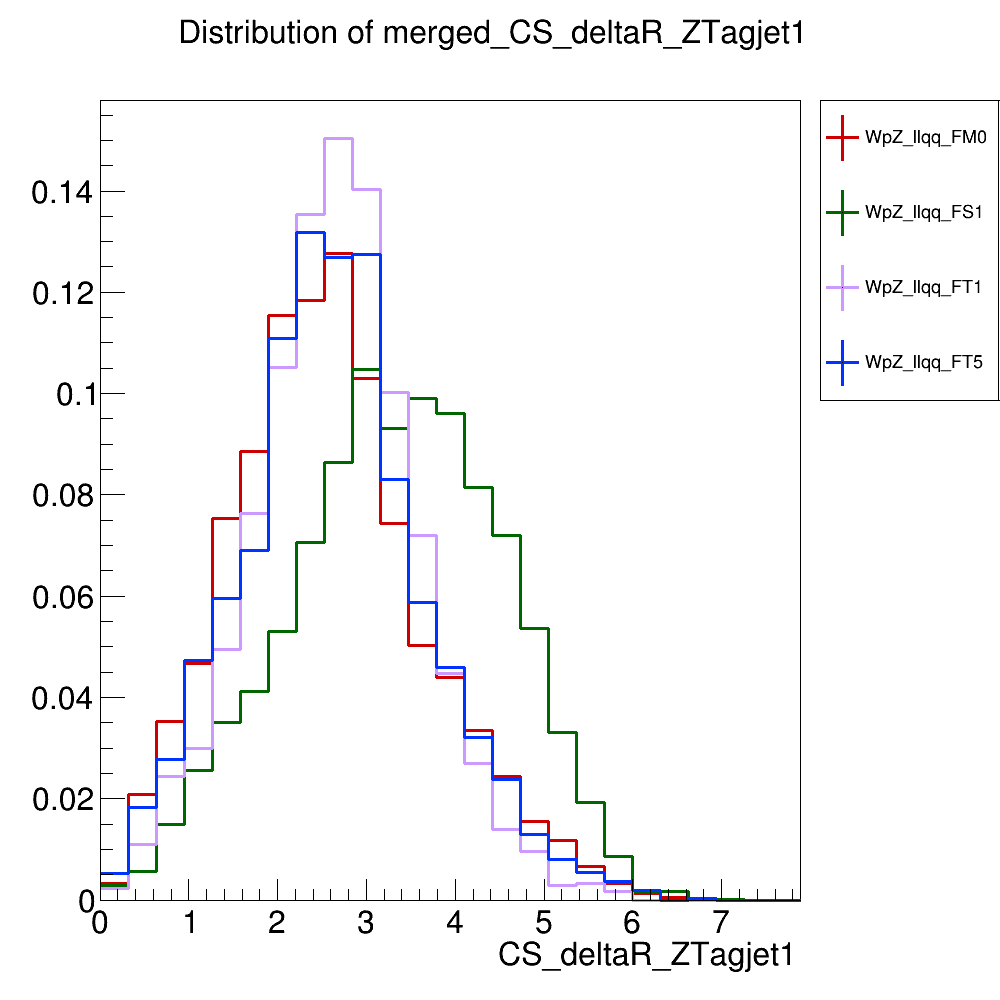 Distribution of merged_CS_deltaR_ZTagjet1
WpZ_llqq_FM0
WpZ_llqq_FS1
WpZ_llqq_FT1
WpZ_llqq_FT5
0.14
0.12
0.1
0.08
0.06
0.04
0.02
0
0 1 2 3 4 5 6 7
CS_deltaR_ZTagjet1